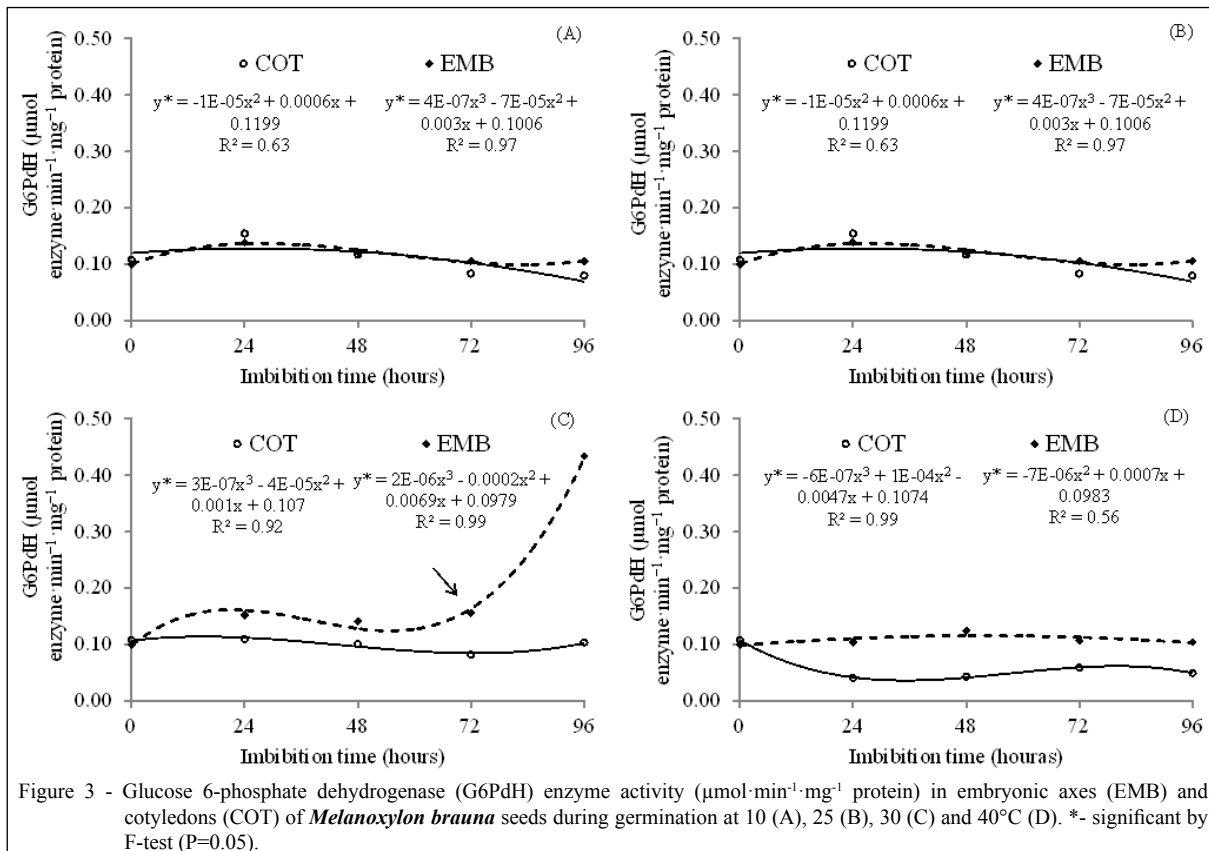 (A)
0.50
0.40
0.30
0.20
0.10
0.00
G6PdH (μmol
enzyme·min⁻¹·mg⁻¹ protein)
COT
EMB
y* = -1E-05x² + 0.0006x +
0.1199
R² = 0.63
y* = 4E-07x³ - 7E-05x² +
0.003x + 0.1006
R² = 0.97
0 24 48 72 96
Imbibition time (hours)
(B)
0.50
0.40
0.30
0.20
0.10
0.00
G6PdH (μmol
enzyme·min⁻¹·mg⁻¹ protein)
COT
EMB
y* = -1E-05x² + 0.0006x +
0.1199
R² = 0.63
y* = 4E-07x³ - 7E-05x² +
0.003x + 0.1006
R² = 0.97
0 24 48 72 96
Imbibition time (hours)
(C)
0.50
0.40
0.30
0.20
0.10
0.00
G6PdH (μmol
enzyme·min⁻¹·mg⁻¹ protein)
COT
EMB
y* = 3E-07x³ - 4E-05x² +
0.001x + 0.107
R² = 0.92
y* = 2E-06x³ - 0.0002x² +
0.0069x + 0.0979
R² = 0.99
0 24 48 72 96
Imbibition time (hours)
(D)
0.50
0.40
0.30
0.20
0.10
0.00
G6PdH (μmol
enzyme·min⁻¹·mg⁻¹ protein)
COT
EMB
y* = -6E-07x³ + 1E-04x² -
0.0047x + 0.1074
R² = 0.99
y* = -7E-06x² + 0.0007x +
0.0983
R² = 0.56
0 24 48 72 96
Imbibition time (houras)
Figure 3 - Glucose 6-phosphate dehydrogenase (G6PdH) enzyme activity (μmol·min⁻¹·mg⁻¹ protein) in embryonic axes (EMB) and
cotyledons (COT) of Melanoxylon brauna seeds during germination at 10 (A), 25 (B), 30 (C) and 40°C (D). *- significant by
F-test (P=0.05).